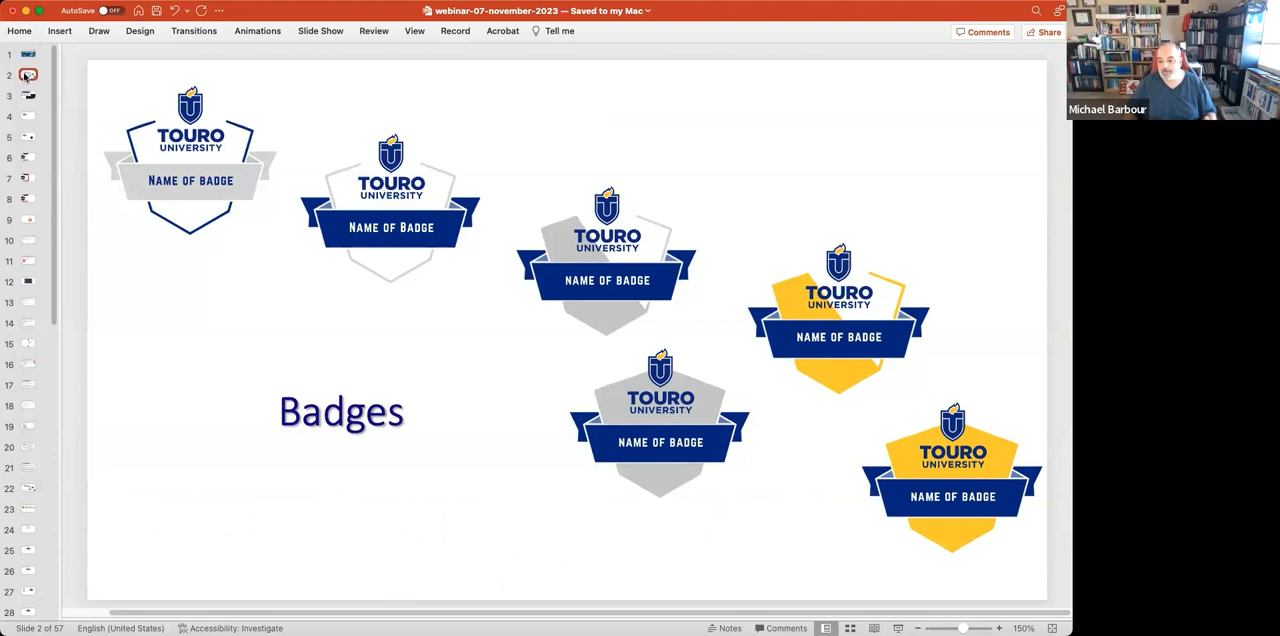 AutoSave OFF
webinar-07-november-2023 — Saved to my Mac
Home Insert Draw Design Transitions Animations Slide Show Review View Record Acrobat Tell me
Comments Share
Michael Barbour
1
2
3
4
5
6
7
8
9
10
11
12
13
14
15
16
17
18
19
20
21
22
23
24
25
26
27
28
TOURO
UNIVERSITY
NAME OF BADGE
TOURO
UNIVERSITY
NAME OF BADGE
TOURO
UNIVERSITY
NAME OF BADGE
TOURO
UNIVERSITY
NAME OF BADGE
TOURO
UNIVERSITY
NAME OF BADGE
TOURO
UNIVERSITY
NAME OF BADGE
Badges
Slide 2 of 57 English (United States) Accessibility: Investigate Notes Comments 150%